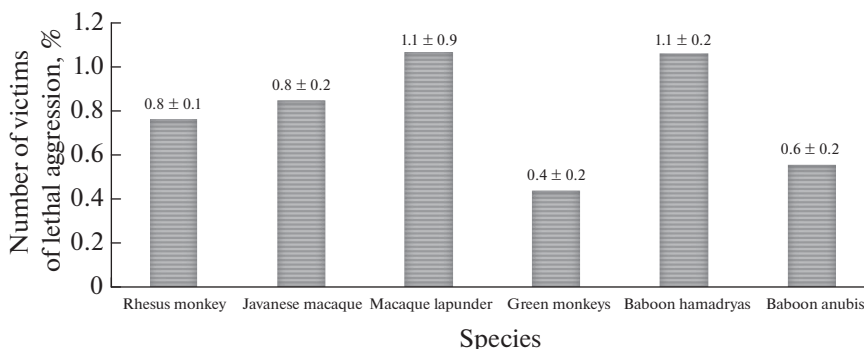 Number of victims
of lethal aggression, %
1.2
1.0
0.8
0.6
0.4
0.2
0
0.8 ± 0.1
0.8 ± 0.2
1.1 ± 0.9
0.4 ± 0.2
1.1 ± 0.2
0.6 ± 0.2
Rhesus monkey Javanese macaque Macaque lapunder Green monkeys Baboon hamadryas Baboon anubis
Species